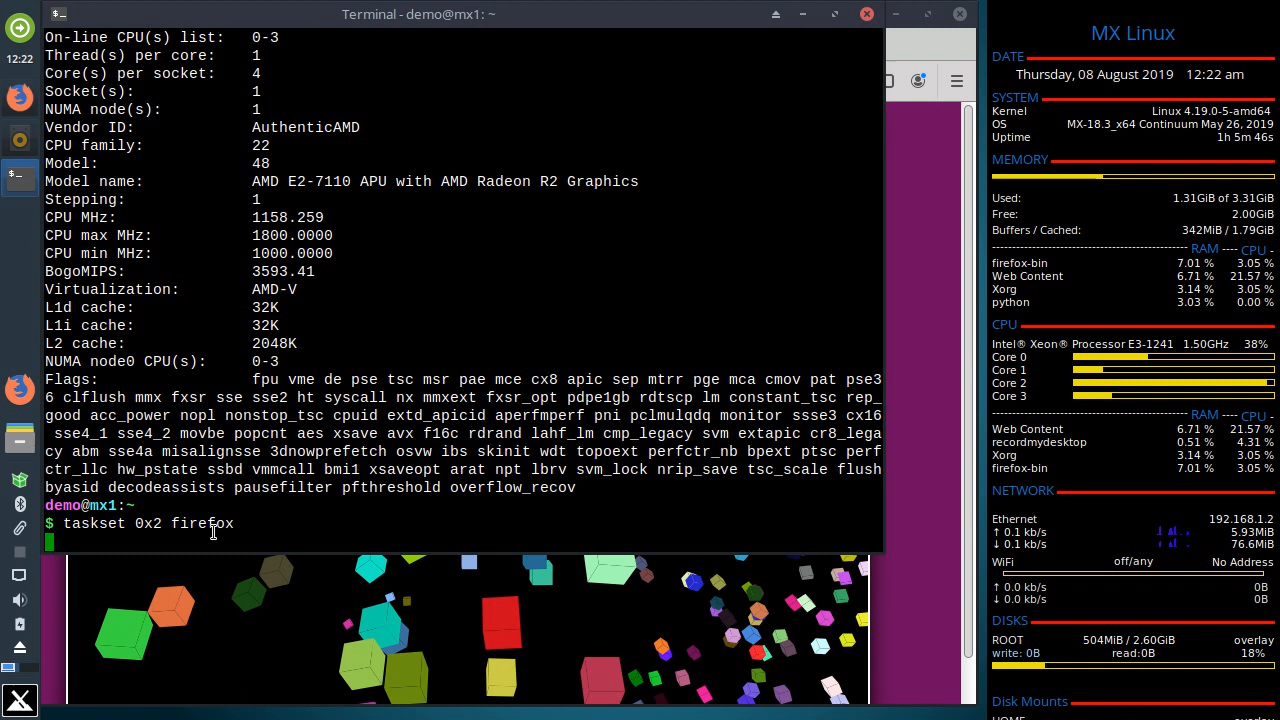 Terminal - demo@mx1: ~
12:22
On-line CPU(s) list: 0-3
Thread(s) per core: 1
Core(s) per socket: 4
Socket(s): 1
NUMA node(s): 1
Vendor ID: AuthenticAMD
CPU family: 22
Model: 48
Model name: AMD E2-7110 APU with AMD Radeon R2 Graphics
Stepping: 1
CPU MHz: 1158.259
CPU max MHz: 1800.0000
CPU min MHz: 1000.0000
BogoMIPS: 3593.41
Virtualization: AMD-V
L1d cache: 32K
L1i cache: 32K
L2 cache: 2048K
NUMA node0 CPU(s): 0-3
Flags: fpu vme de pse tsc msr pae mce cx8 apic sep mtrr pge mca cmov pat pse3
6 clflush mmx fxsr sse sse2 ht syscall nx mmxext fxsr_opt pdpe1gb rdtscp lm constant_tsc rep_
good acc_power nopl nonstop_tsc cpuid extd_apicid aperfmperf pni pclmulqdq monitor ssse3 cx16
sse4_1 sse4_2 movbe popcnt aes xsave avx f16c rdrand lahf_lm cmp_legacy svm extapic cr8_lega
cy abm sse4a misalignsse 3dnowprefetch osvw ibs skinit wdt topoext perfctr_nb bpext ptsc perf
ctr_llc hw_pstate ssbd vmmcall bmi1 xsaveopt arat npt lbrv svm_lock nrip_save tsc_scale flush
byasid decodeassists pausefilter pfthreshold overflow_recov
demo@mx1:~
$ taskset 0x2 firefox
MX Linux
DATE
Thursday, 08 August 2019 12:22 am
SYSTEM
Kernel Linux 4.19.0-5-amd64
OS MX-18.3_x64 Continuum May 26, 2019
Uptime 1h 5m 46s
MEMORY
Used: 1.31GiB of 3.31GiB
Free: 2.00GiB
Buffers / Cached: 342MiB / 1.79GiB
RAM CPU -
firefox-bin 7.01 % 3.05 %
Web Content 6.71 % 21.57 %
Xorg 3.14 % 3.05 %
python 3.03 % 0.00 %
CPU
Intel® Xeon® Processor E3-1241 1.50GHz 38%
Core 0
Core 1
Core 2
Core 3
RAM CPU -
Web Content 6.71 % 21.57 %
recordmydesktop 0.51 % 4.31 %
Xorg 3.14 % 3.05 %
firefox-bin 7.01 % 3.05 %
NETWORK
Ethernet 192.168.1.2
↑ 0.1 kb/s 5.93MiB
↓ 0.1 kb/s 76.6MiB
WiFi off/any No Address
↑ 0.0 kb/s 0B
↓ 0.0 kb/s 0B
DISKS
ROOT 504MiB / 2.60GiB overlay
write: 0B read:0B 18%
Disk Mounts